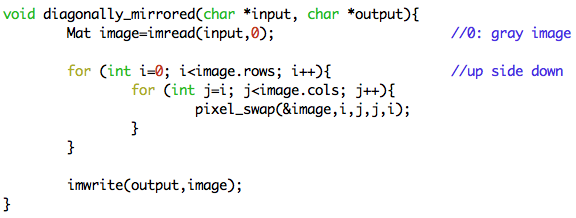 void diagonally_mirrored(char *input, char *output){
        Mat image=imread(input,0);                      //0: gray image

        for (int i=0; i<image.rows; i++){               //up side down
                for (int j=i; j<image.cols; j++){
                        pixel_swap(&image,i,j,j,i);
                }
        }

        imwrite(output,image);
}